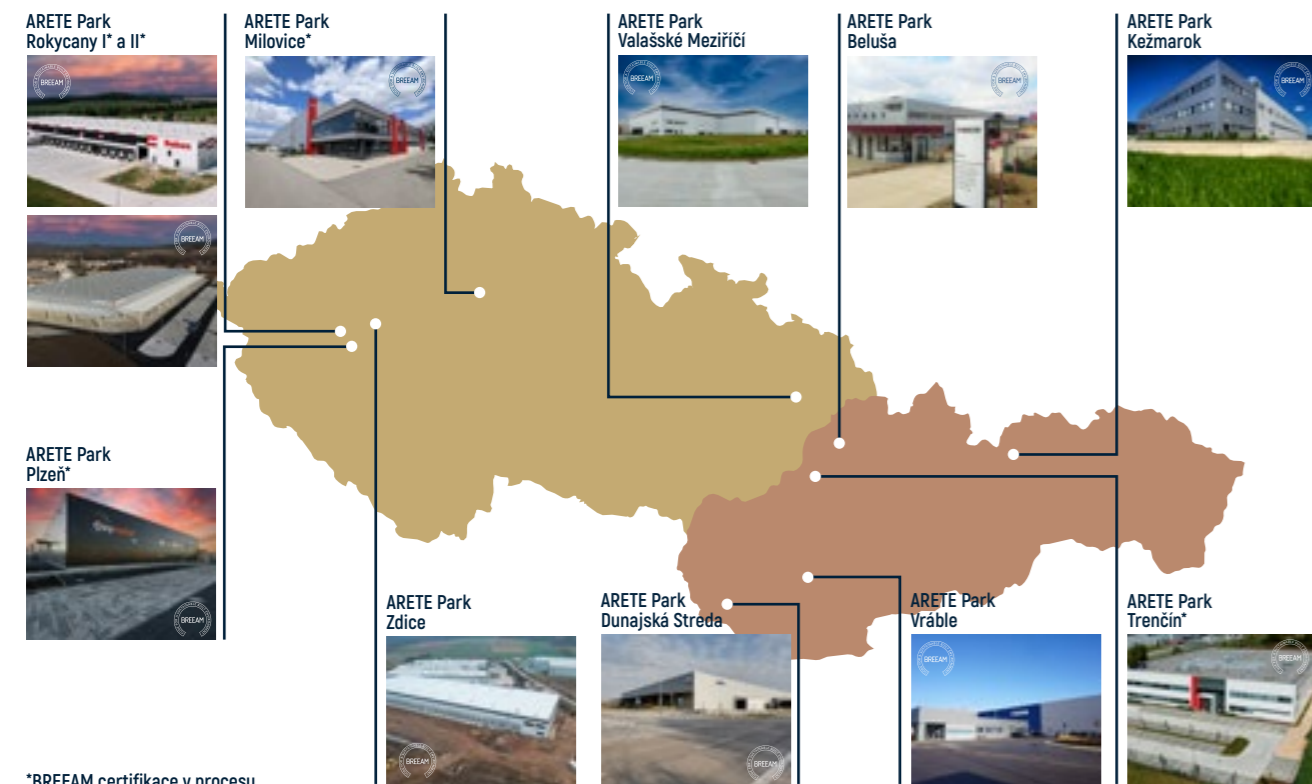 ARETE Park
Rokycany I* a II*
ARETE Park
Milovice*
ARETE Park
Valašské Meziříčí
ARETE Park
Beluša
ARETE Park
Kežmarok
BREEAM
BREEAM
BREEAM
BREEAM
BREEAM
BREEAM
ARETE Park
Plzeň*
BREEAM
ARETE Park
Zdice
ARETE Park
Dunajská Streda
ARETE Park
Vráble
ARETE Park
Trenčín*
BREEAM
BREEAM
BREEAM
BREEAM
*BREEAM certifikace v procesu